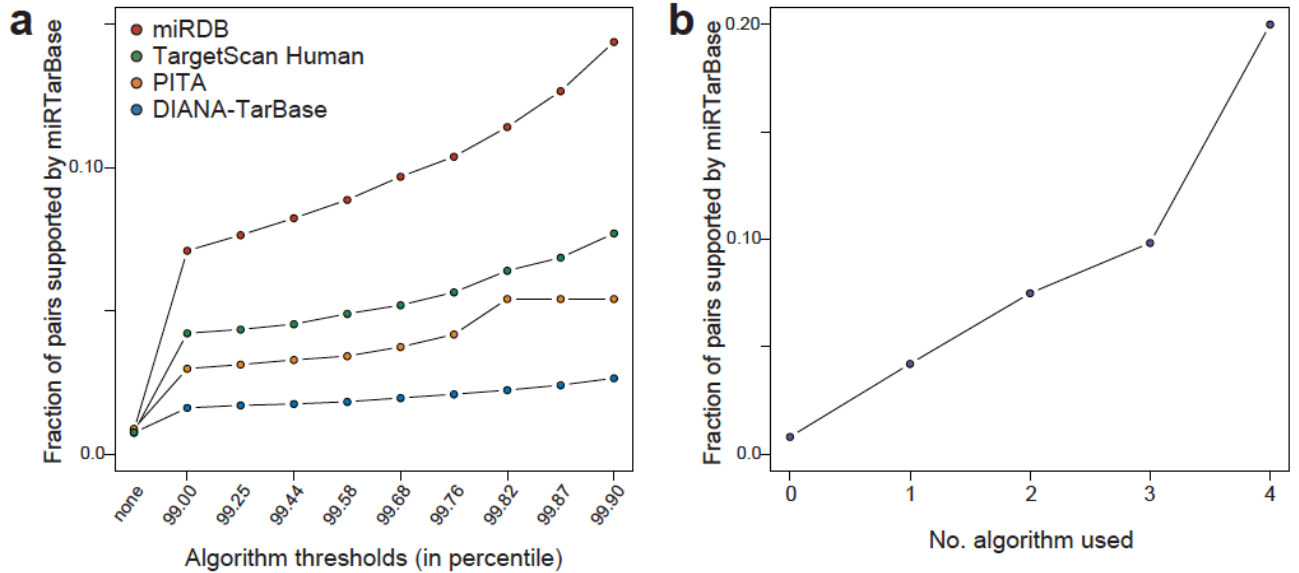 a
miRDB
TargetScan Human
PITA
DIANA-TarBase
Fraction of pairs supported by miRTarBase
0.10
0.0
none
99.00
99.25
99.44
99.58
99.68
99.76
99.82
99.87
99.90
Algorithm thresholds (in percentile)
b
Fraction of pairs supported by miRTarBase
0.20
0.10
0.0
0
1
2
3
4
No. algorithm used